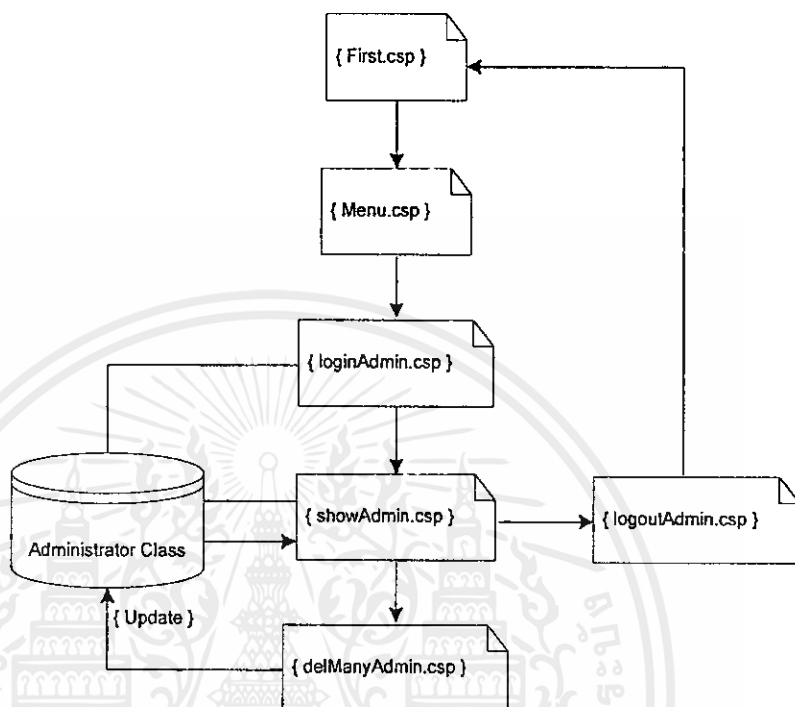 { First.csp }
{ Menu.csp }
{ loginAdmin.csp }
{ showAdmin.csp }
{ logoutAdmin.csp }
Administrator Class
{ Update }
{ delManyAdmin.csp }